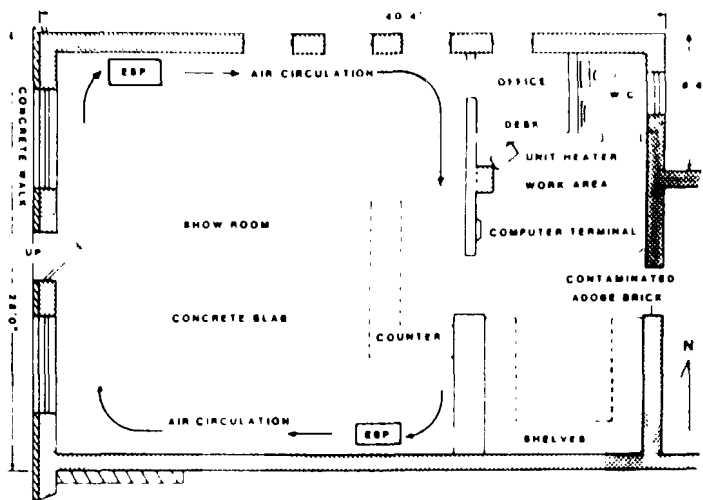 40'4"
ESP
AIR CIRCULATION
OFFICE
W C
CONCRETE WALK
DESK
UNIT HEATER
WORK AREA
SHOW ROOM
COMPUTER TERMINAL
UP
CONTAMINATED
ADOBE BRICK
CONCRETE SLAB
COUNTER
N
AIR CIRCULATION
ESP
SHELVES